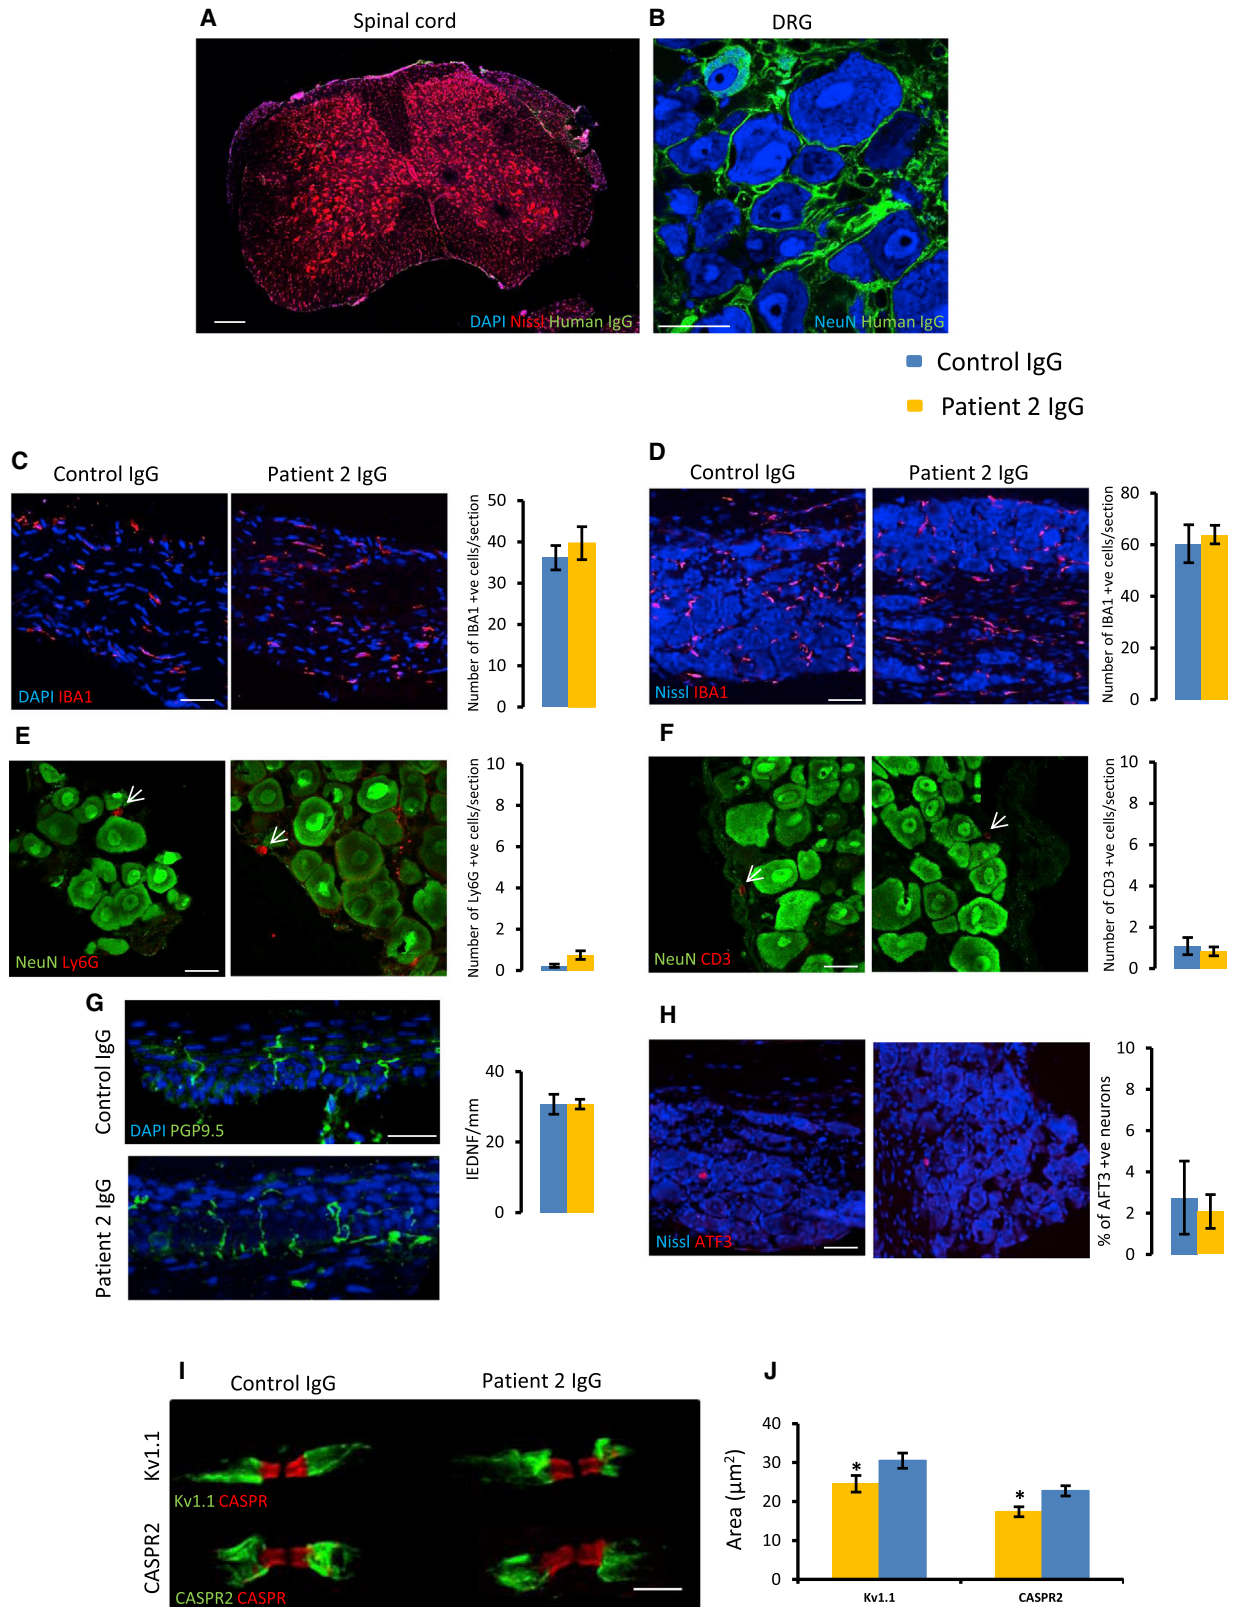 A Spinal cord
B DRG
DAPI Nissl Human IgG
NeuN Human IgG
Control IgG
Patient 2 IgG
C Control IgG Patient 2 IgG
DAPI IBA1
Number of IBA1 +ve cells/section
50
40
30
20
10
0
D Control IgG Patient 2 IgG
Nissl IBA1
Number of IBA1 +ve cells/section
80
60
40
20
0
E
NeuN Ly6G
Number of Ly6G +ve cells/section
10
8
6
4
2
0
F
NeuN CD3
Number of CD3 +ve cells/section
10
8
6
4
2
0
G
Control IgG
DAPI PGP9.5
Patient 2 IgG
IEDNF/mm
40
20
0
H
Nissl ATF3
% of AFT3 +ve neurons
10
8
6
4
2
0
I Control IgG Patient 2 IgG
Kv1.1
Kv1.1 CASPR
CASPR2
CASPR2 CASPR
J
Area (μm²)
40
30
20
10
0
*
*
Kv1.1 CASPR2